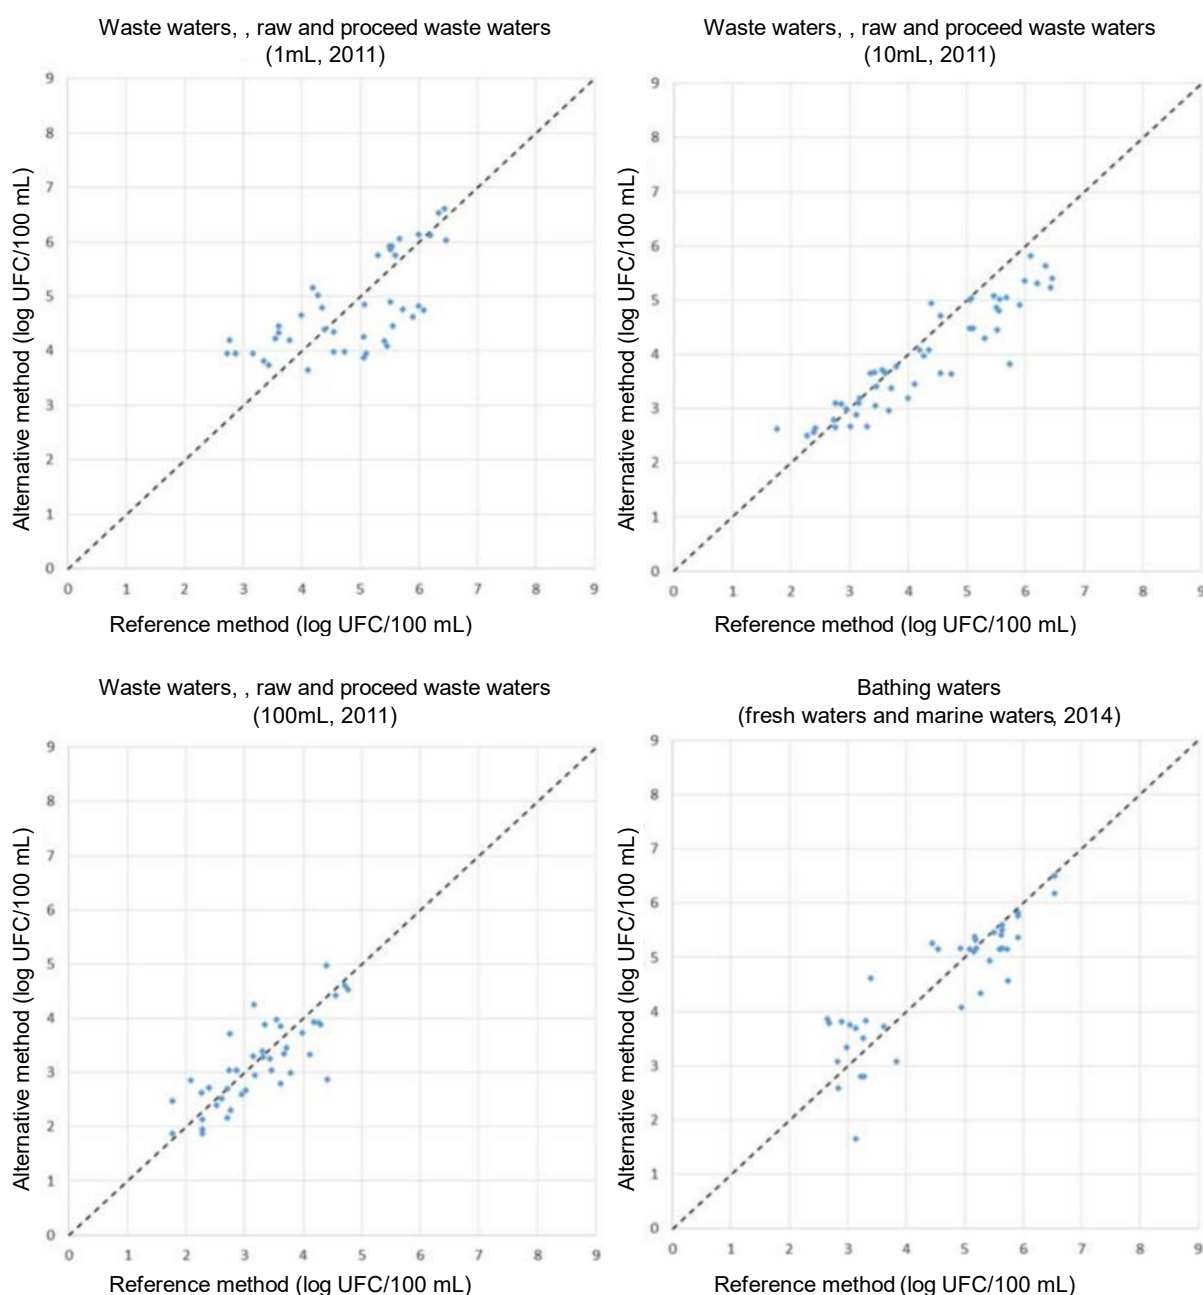 Waste waters, , raw and proceed waste waters
(1mL, 2011)
9
8
7
6
5
4
3
2
1
0
0 1 2 3 4 5 6 7 8 9
Alternative method (log UFC/100 mL)
Reference method (log UFC/100 mL)
Waste waters, , raw and proceed waste waters
(10mL, 2011)
9
8
7
6
5
4
3
2
1
0
0 1 2 3 4 5 6 7 8 9
Alternative method (log UFC/100 mL)
Reference method (log UFC/100 mL)
Waste waters, , raw and proceed waste waters
(100mL, 2011)
9
8
7
6
5
4
3
2
1
0
0 1 2 3 4 5 6 7 8 9
Alternative method (log UFC/100 mL)
Reference method (log UFC/100 mL)
Bathing waters
(fresh waters and marine waters, 2014)
9
8
7
6
5
4
3
2
1
0
0 1 2 3 4 5 6 7 8 9
Alternative method (log UFC/100 mL)
Reference method (log UFC/100 mL)